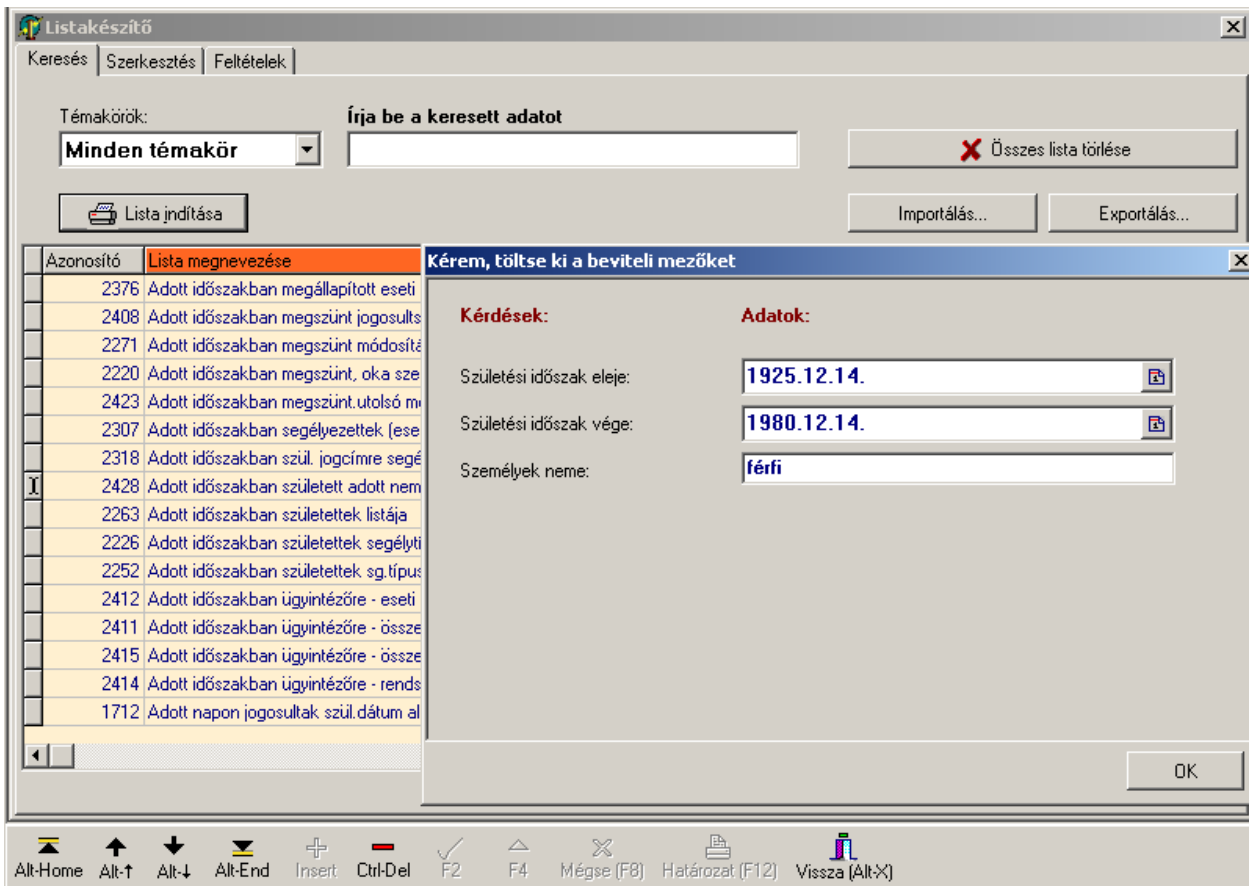 Listakészítő
Keresés Szerkesztés Feltételek
Témakörök: Írja be a keresett adatot
Minden témakör
Összes lista törlése
Lista indítása Importálás... Exportálás...
Azonosító Lista megnevezése
2376 Adott időszakban megállapított eseti
2408 Adott időszakban megszünt jogosults
2271 Adott időszakban megszünt módosítá
2220 Adott időszakban megszünt, oka sze
2423 Adott időszakban megszünt.utolsó m
2307 Adott időszakban segélyezettek (ese
2318 Adott időszakban szül. jogcímre segé
2428 Adott időszakban született adott nem
2263 Adott időszakban születettek listája
2226 Adott időszakban születettek segélyti
2252 Adott időszakban születettek sg.típus
2412 Adott időszakban ügyintézőre - eseti
2411 Adott időszakban ügyintézőre - össze
2415 Adott időszakban ügyintézőre - össze
2414 Adott időszakban ügyintézőre - rends
1712 Adott napon jogosultak szül.dátum al
Kérem, töltse ki a beviteli mezőket
Kérdések: Adatok:
Születési időszak eleje: 1925.12.14.
Születési időszak vége: 1980.12.14.
Személyek neme: férfi
OK
Alt-Home Alt-↑ Alt-↓ Alt-End Insert Ctrl-Del F2 F4 Mégse (F8) Határozat (F12) Vissza (Alt-X)